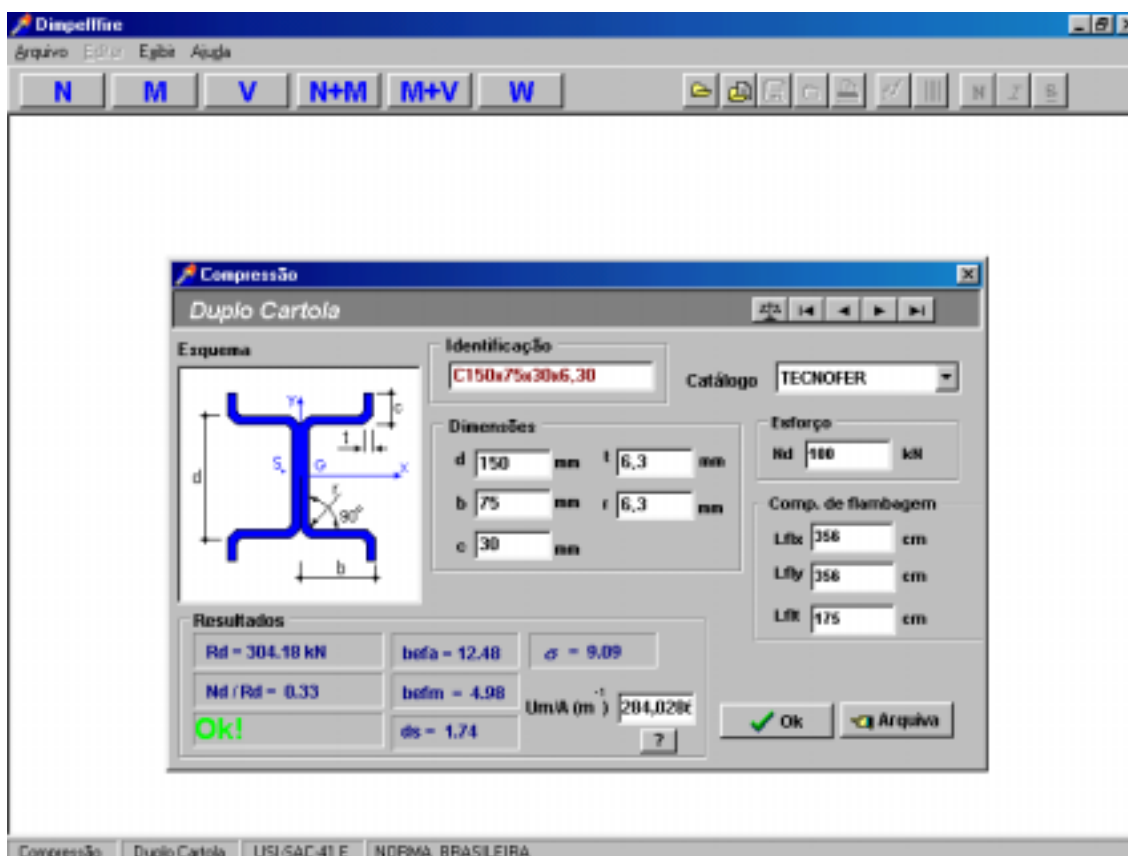 Dimpelffire
Arquivo Editar Exibir Ajuda
N M V N+M M+V W
N I S
Compressão
Duplo Cartola
Esquema
Y
c
t
d
S G X
r
90°
b
Identificação
C150x75x30x6,30
Catálogo TECNOFER
Dimensões
d 150 mm t 6,3 mm
b 75 mm r 6,3 mm
c 30 mm
Esforço
Nd 100 kN
Comp. de flambagem
Lflx 356 cm
Lfly 356 cm
Lflt 175 cm
Resultados
Rd = 304.18 kN befa = 12.48 σ = 9.09
Nd / Rd = 0.33 befm = 4.98
Um/A (m⁻¹)
Ok! ds = 1.74 ?
Ok Arquiva
Compressão Duplo Cartola USI-SAC-41 E NORMA BRASILEIRA